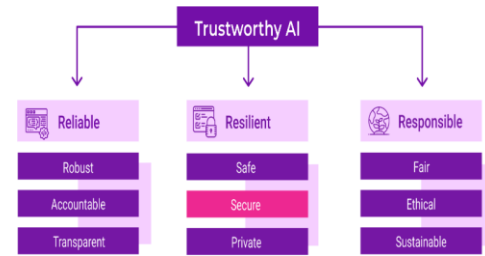 Trustworthy AI
Reliable
Robust
Accountable
Transparent
Resilient
Safe
Secure
Private
Responsible
Fair
Ethical
Sustainable